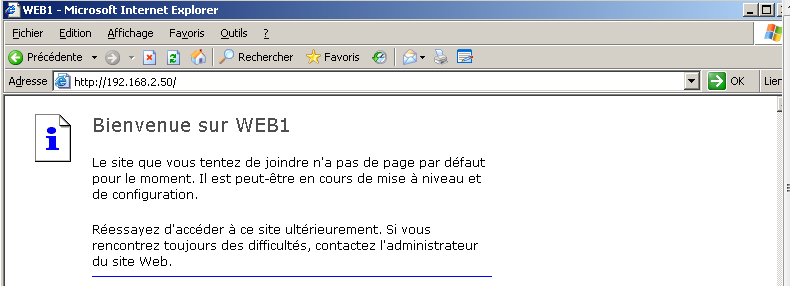 WEB1 - Microsoft Internet Explorer
Fichier Edition Affichage Favoris Outils ?
Précédente Rechercher Favoris
Adresse http://192.168.2.50/ OK Lien
Bienvenue sur WEB1
Le site que vous tentez de joindre n'a pas de page par défaut
pour le moment. Il est peut-être en cours de mise à niveau et
de configuration.
Réessayez d'accéder à ce site ultérieurement. Si vous
rencontrez toujours des difficultés, contactez l'administrateur
du site Web.